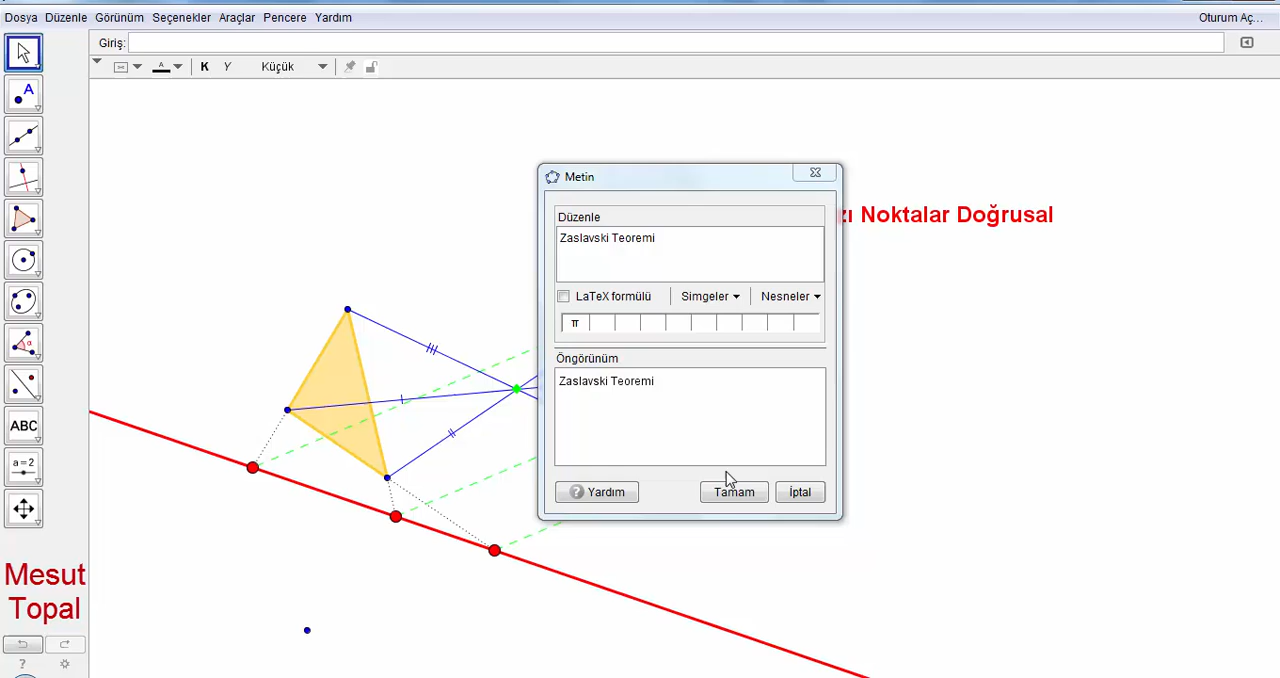 Dosya Düzenle Görünüm Seçenekler Araçlar Pencere Yardım Oturum Aç...
Giriş:
A K Y Küçük
A
Metin
Düzenle
Zaslavski Teoremi
Noktalar Doğrusal
LaTeX formülü Simgeler Nesneler
π
α
Öngörünüm
Zaslavski Teoremi
ABC
a=2
? Yardım Tamam İptal
Mesut
Topal
?